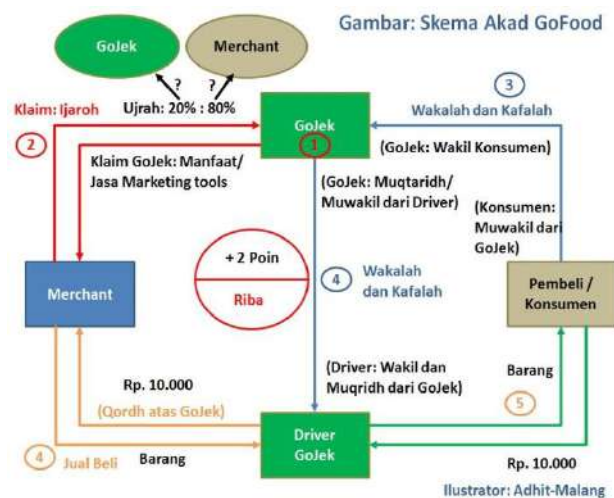 Gambar: Skema Akad GoFood
GoJek
Merchant
?
?
Klaim: Ijaroh
Ujrah: 20% : 80%
3
Wakalah dan Kafalah
2
GoJek
1
(GoJek: Wakil Konsumen)
Klaim GoJek: Manfaat/
Jasa Marketing tools
(GoJek: Muqtaridh/
Muwakil dari Driver)
(Konsumen:
Muwakil dari
GoJek)
+ 2 Poin
Riba
4
Wakalah
dan Kafalah
Merchant
Pembeli /
Konsumen
Rp. 10.000
(Driver: Wakil dan
Muqridh dari GoJek)
Barang
(Qordh atas GoJek)
5
4
Jual Beli
Barang
Driver
GoJek
Rp. 10.000
Ilustrator: Adhit-Malang